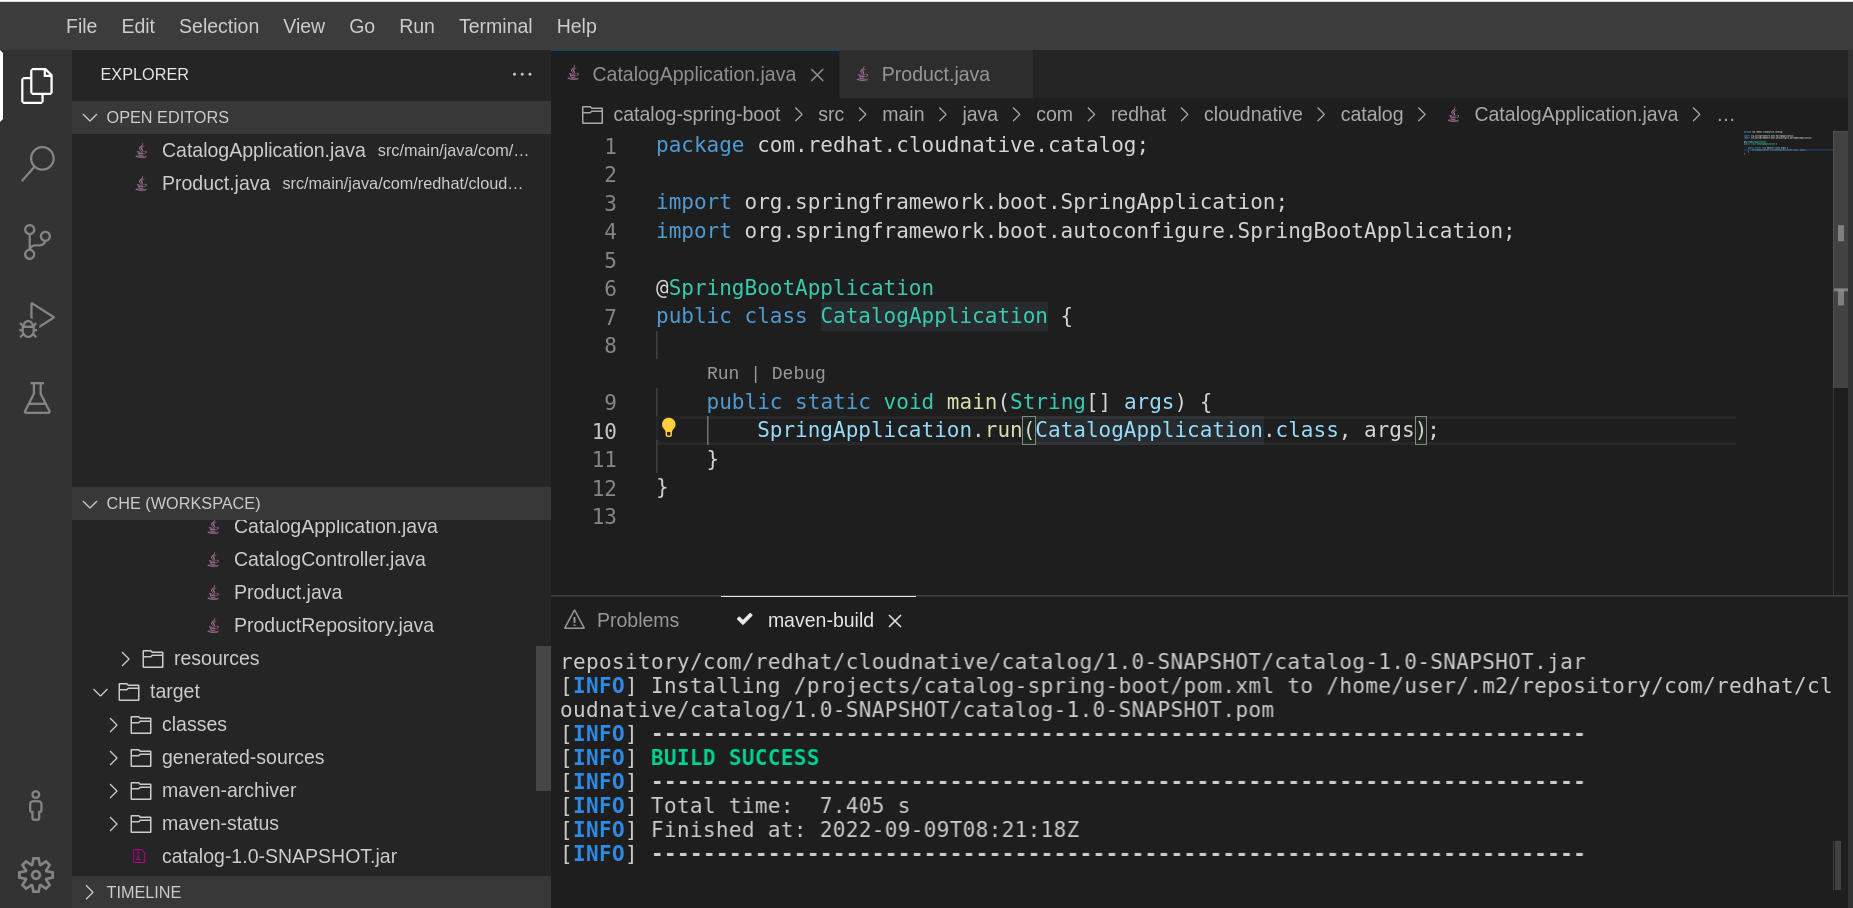 File Edit Selection View Go Run Terminal Help
EXPLORER ···
OPEN EDITORS
CatalogApplication.java src/main/java/com/…
Product.java src/main/java/com/redhat/cloud…
CHE (WORKSPACE)
CatalogApplication.java
CatalogController.java
Product.java
ProductRepository.java
resources
target
classes
generated-sources
maven-archiver
maven-status
catalog-1.0-SNAPSHOT.jar
TIMELINE
CatalogApplication.java Product.java
catalog-spring-boot > src > main > java > com > redhat > cloudnative > catalog > CatalogApplication.java > …
1 package com.redhat.cloudnative.catalog;
2
3 import org.springframework.boot.SpringApplication;
4 import org.springframework.boot.autoconfigure.SpringBootApplication;
5
6 @SpringBootApplication
7 public class CatalogApplication {
8
Run | Debug
9 public static void main(String[] args) {
10 SpringApplication.run(CatalogApplication.class, args);
11 }
12 }
13
Problems maven-build
repository/com/redhat/cloudnative/catalog/1.0-SNAPSHOT/catalog-1.0-SNAPSHOT.jar
[INFO] Installing /projects/catalog-spring-boot/pom.xml to /home/user/.m2/repository/com/redhat/cl
oudnative/catalog/1.0-SNAPSHOT/catalog-1.0-SNAPSHOT.pom
[INFO] ------------------------------------------------------------------------
[INFO] BUILD SUCCESS
[INFO] ------------------------------------------------------------------------
[INFO] Total time:  7.405 s
[INFO] Finished at: 2022-09-09T08:21:18Z
[INFO] ------------------------------------------------------------------------